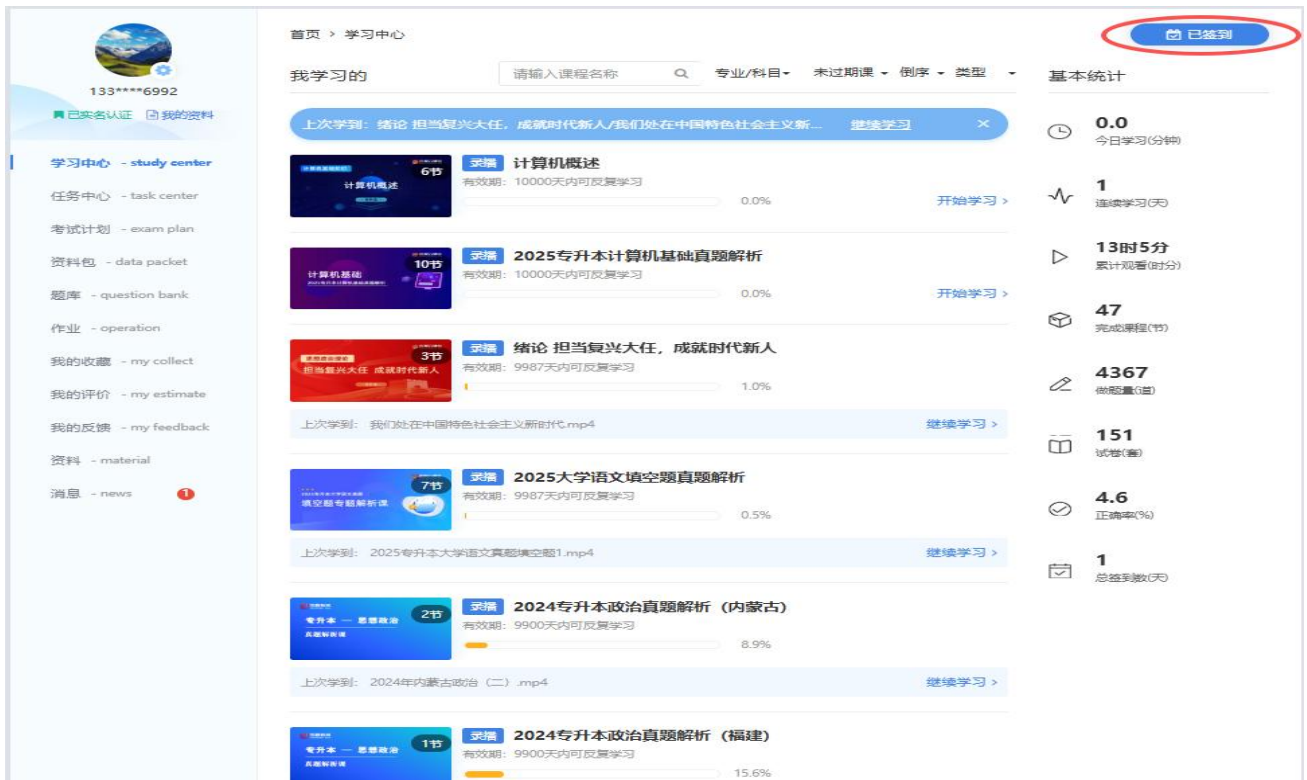 首页 > 学习中心
已签到
133****6992
已实名认证 我的资料
学习中心 - study center
任务中心 - task center
考试计划 - exam plan
资料包 - data packet
题库 - question bank
作业 - operation
我的收藏 - my collect
我的评价 - my estimate
我的反馈 - my feedback
资料 - material
消息 - news 1
我学习的
请输入课程名称
专业/科目 未过期课 倒序 类型
上次学到: 绪论 担当复兴大任, 成就时代新人/我们处在中国特色社会主义新... 继续学习 ×
6节
计算机概述
录播 计算机概述
有效期: 10000天内可反复学习
0.0%
开始学习 >
10节
计算机基础
录播 2025专升本计算机基础真题解析
有效期: 10000天内可反复学习
0.0%
开始学习 >
3节
担当复兴大任 成就时代新人
录播 绪论 担当复兴大任, 成就时代新人
有效期: 9987天内可反复学习
1.0%
上次学到: 我们处在中国特色社会主义新时代.mp4 继续学习 >
7节
填空题专题解析课
录播 2025大学语文填空题真题解析
有效期: 9987天内可反复学习
0.5%
上次学到: 2025专升本大学语文真题填空题1.mp4 继续学习 >
2节
专升本 — 思想政治
真题解析课
录播 2024专升本政治真题解析 (内蒙古)
有效期: 9900天内可反复学习
8.9%
上次学到: 2024年内蒙古政治 (二) .mp4 继续学习 >
1节
专升本 — 思想政治
真题解析课
录播 2024专升本政治真题解析 (福建)
有效期: 9900天内可反复学习
15.6%
基本统计
0.0
今日学习(分钟)
1
连续学习(天)
13时5分
累计观看(时分)
47
完成课程(节)
4367
做题量(道)
151
试卷(套)
4.6
正确率(%)
1
总签到数(天)